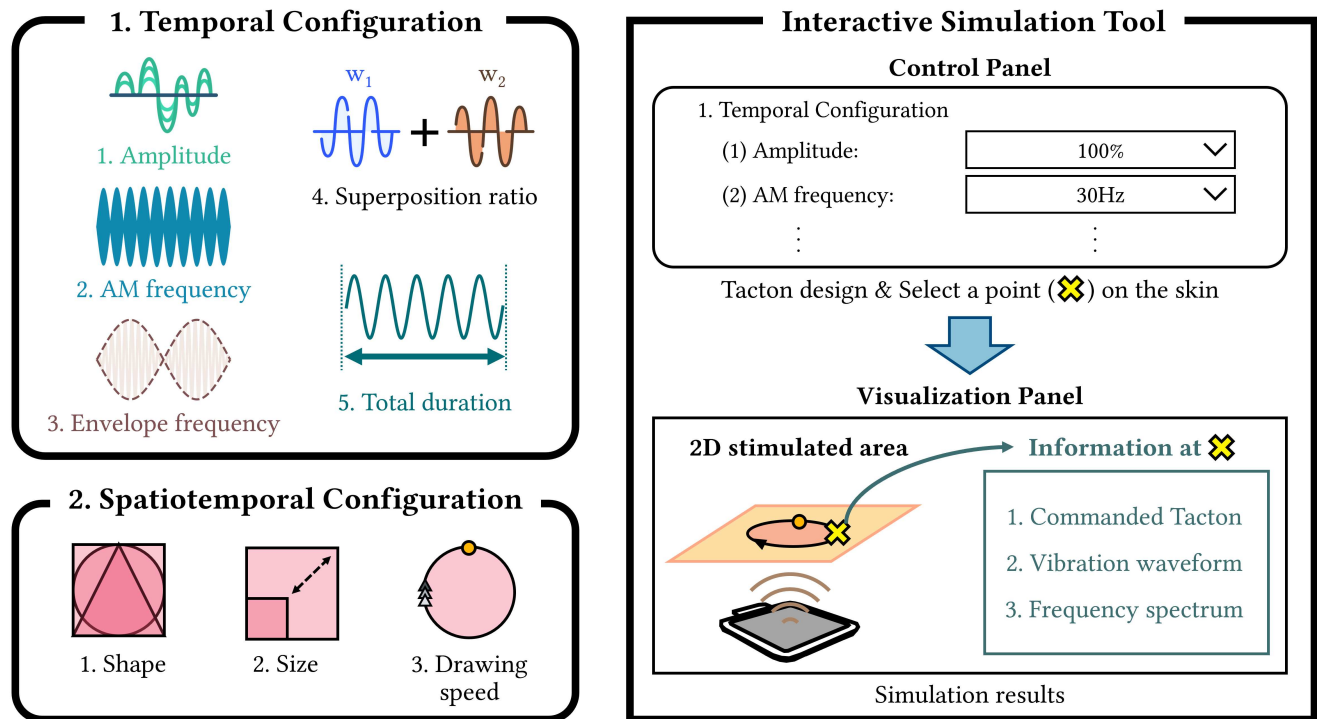 1. Temporal Configuration
1. Amplitude
2. AM frequency
3. Envelope frequency
w1
+
w2
4. Superposition ratio
5. Total duration
2. Spatiotemporal Configuration
1. Shape
2. Size
3. Drawing
speed
Interactive Simulation Tool
Control Panel
1. Temporal Configuration
(1) Amplitude: 100%
(2) AM frequency: 30Hz
⋮ ⋮
Tacton design & Select a point (✖) on the skin
Visualization Panel
2D stimulated area
Information at ✖
1. Commanded Tacton
2. Vibration waveform
3. Frequency spectrum
Simulation results